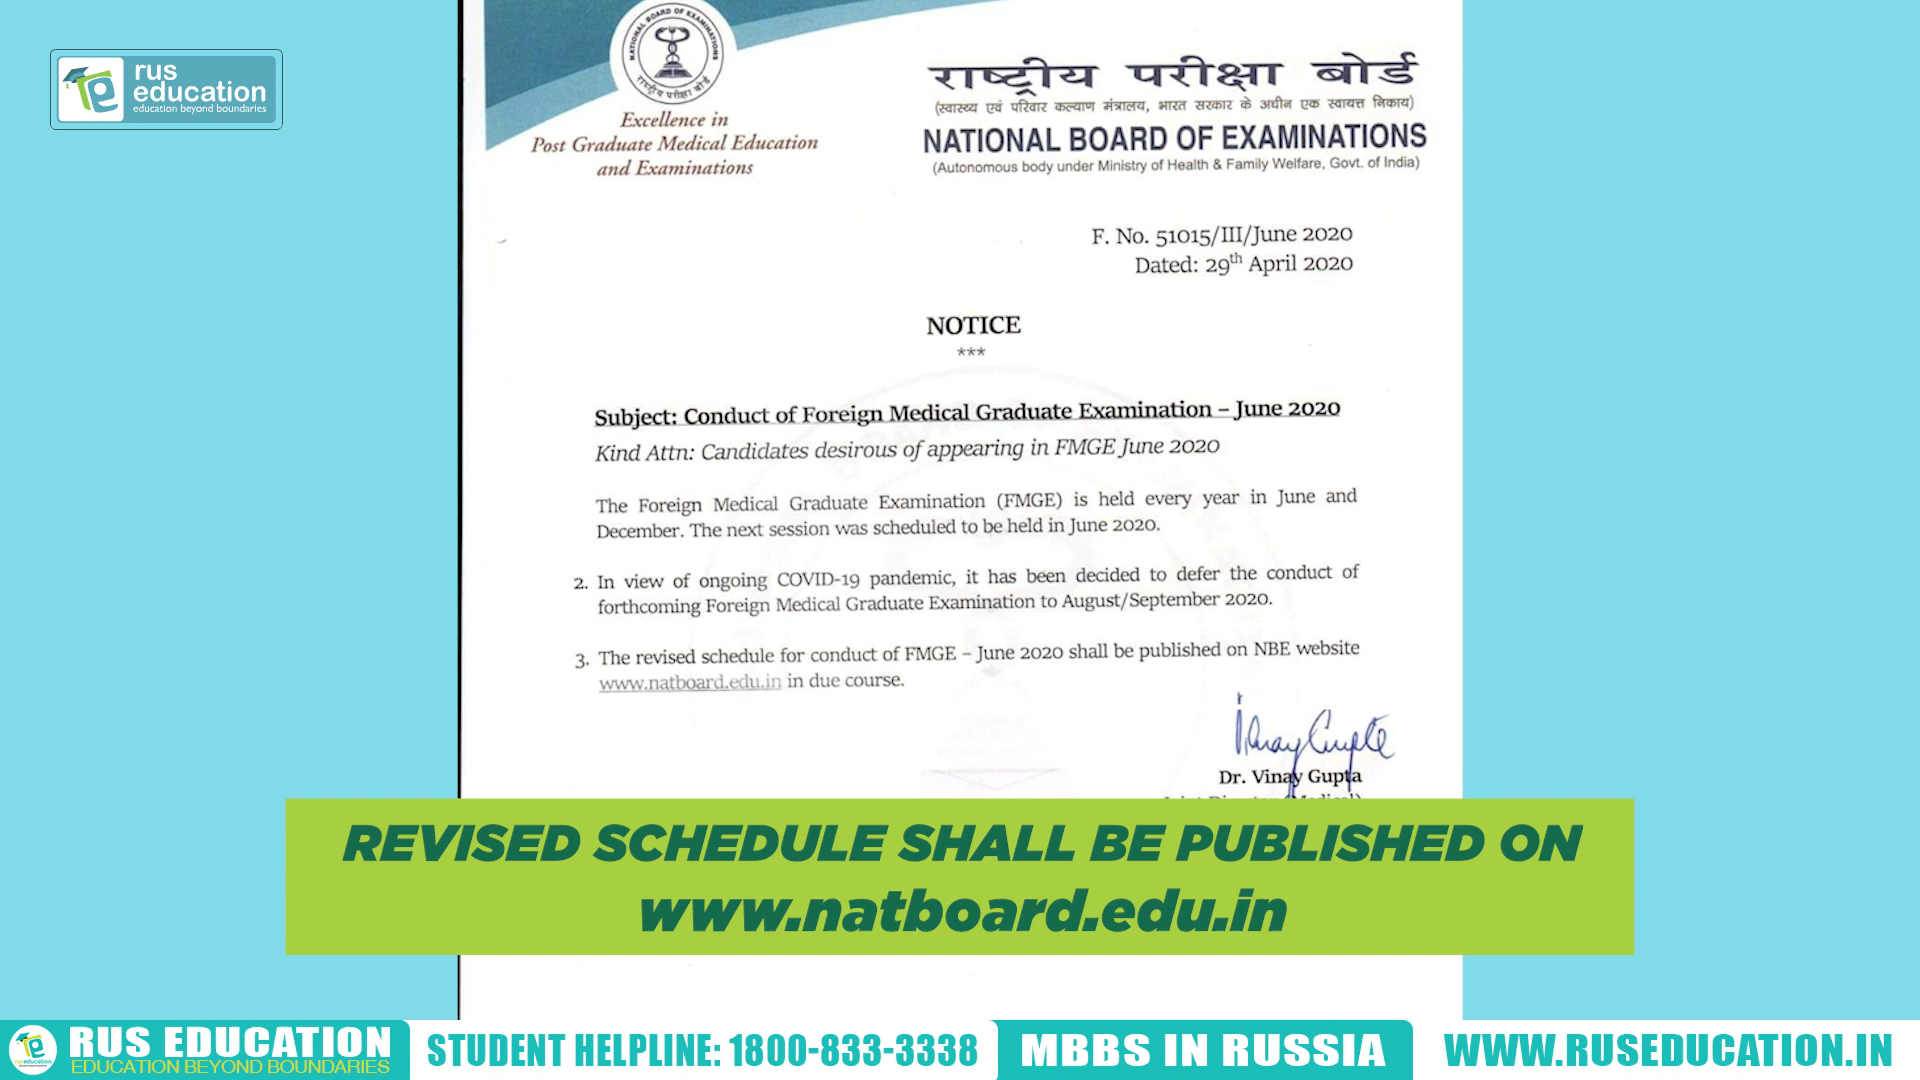 rus
education
education beyond boundaries
NATIONAL BOARD OF EXAMINATIONS
राष्ट्रीय परीक्षा बोर्ड
Excellence in
Post Graduate Medical Education
and Examinations
राष्ट्रीय परीक्षा बोर्ड
(स्वास्थ्य एवं परिवार कल्याण मंत्रालय, भारत सरकार के अधीन एक स्वायत्त निकाय)
NATIONAL BOARD OF EXAMINATIONS
(Autonomous body under Ministry of Health & Family Welfare, Govt. of India)
F. No. 51015/III/June 2020
Dated: 29th April 2020
NOTICE
***
Subject: Conduct of Foreign Medical Graduate Examination – June 2020
Kind Attn: Candidates desirous of appearing in FMGE June 2020
The Foreign Medical Graduate Examination (FMGE) is held every year in June and
December. The next session was scheduled to be held in June 2020.
2. In view of ongoing COVID-19 pandemic, it has been decided to defer the conduct of
forthcoming Foreign Medical Graduate Examination to August/September 2020.
3. The revised schedule for conduct of FMGE – June 2020 shall be published on NBE website
www.natboard.edu.in in due course.
Vinay Gupta
Dr. Vinay Gupta
REVISED SCHEDULE SHALL BE PUBLISHED ON
www.natboard.edu.in
RUS EDUCATION
EDUCATION BEYOND BOUNDARIES
STUDENT HELPLINE: 1800-833-3338
MBBS IN RUSSIA
WWW.RUSEDUCATION.IN